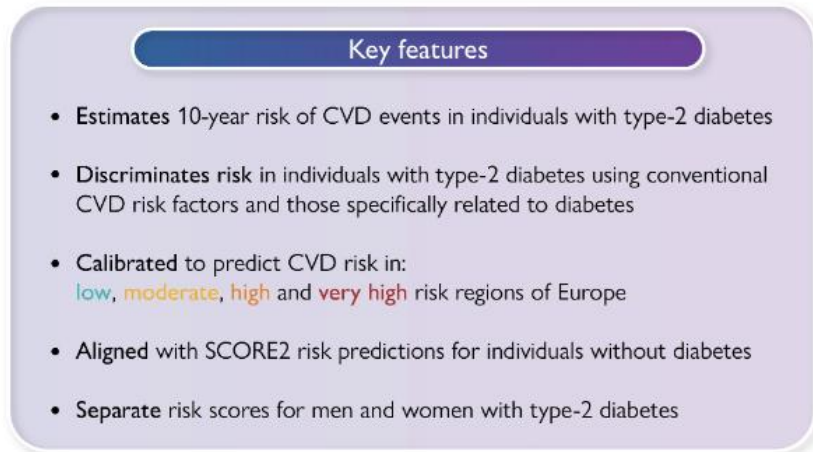 Key features
• Estimates 10-year risk of CVD events in individuals with type-2 diabetes
• Discriminates risk in individuals with type-2 diabetes using conventional
CVD risk factors and those specifically related to diabetes
• Calibrated to predict CVD risk in:
low, moderate, high and very high risk regions of Europe
• Aligned with SCORE2 risk predictions for individuals without diabetes
• Separate risk scores for men and women with type-2 diabetes